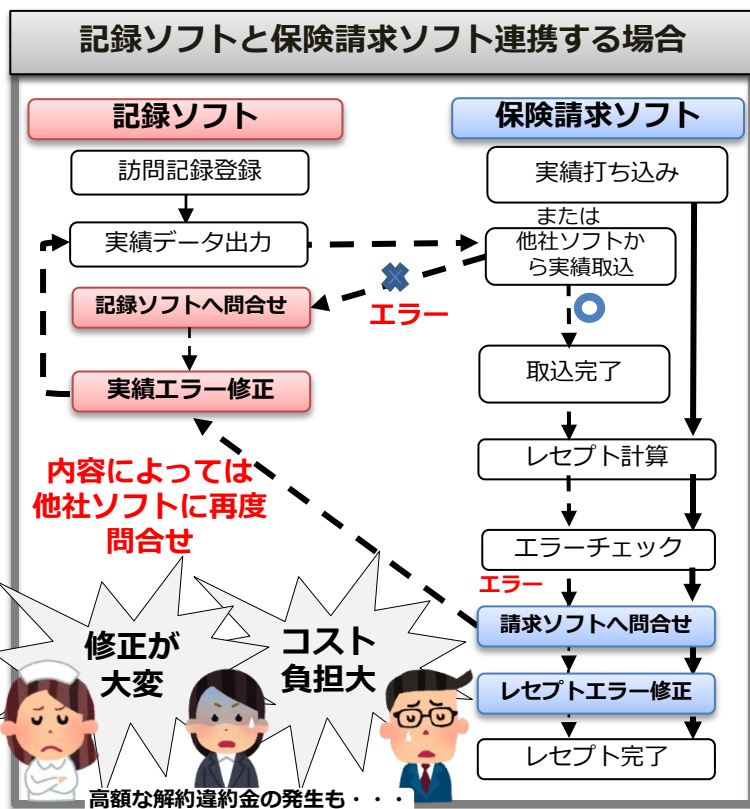 記録ソフトと保険請求ソフト連携する場合
記録ソフト
訪問記録登録
実績データ出力
記録ソフトへ問合せ
実績エラー修正
保険請求ソフト
実績打ち込み
または
他社ソフトか
ら実績取込
エラー
取込完了
レセプト計算
エラーチェック
エラー
請求ソフトへ問合せ
レセプトエラー修正
レセプト完了
内容によっては
他社ソフトに再度
問合せ
修正が
大変
コスト
負担大
高額な解約違約金の発生も・・・